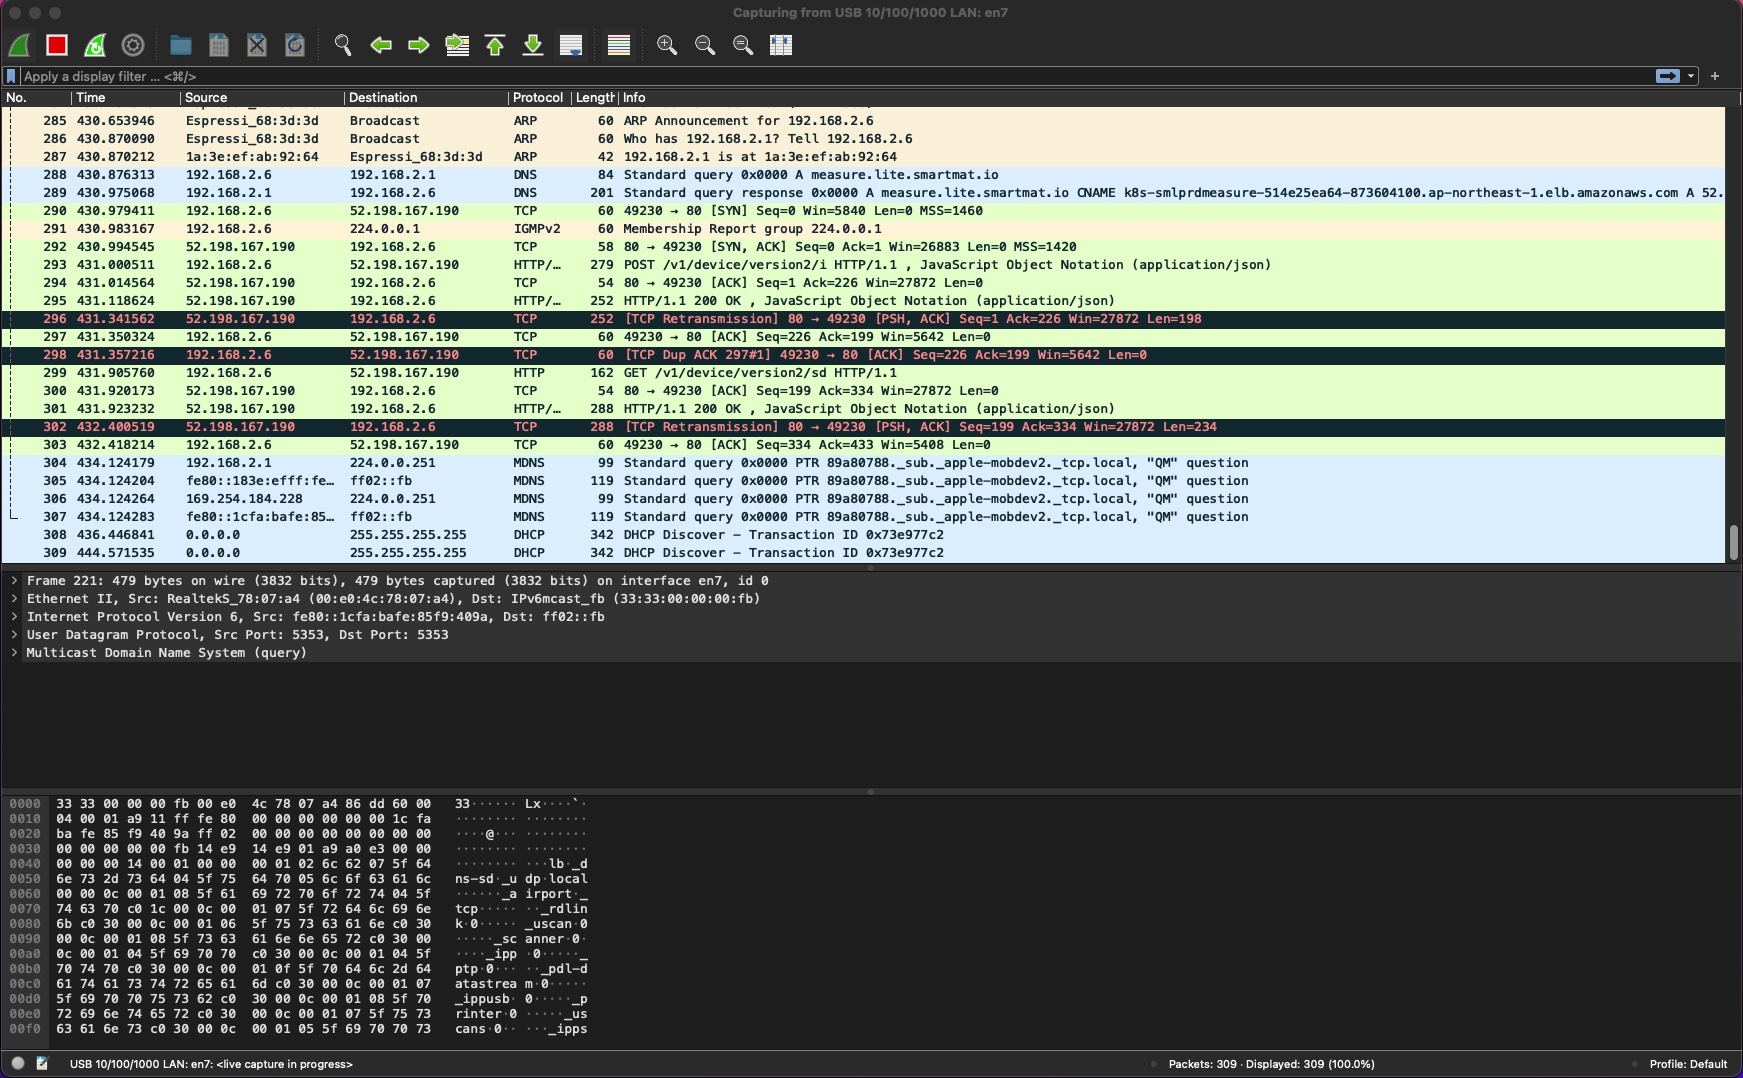 Capturing from USB 10/100/1000 LAN: en7
Apply a display filter ... <⌘/>
No. Time Source Destination Protocol Length Info
285 430.653946 Espressi_68:3d:3d Broadcast ARP 60 ARP Announcement for 192.168.2.6
286 430.870090 Espressi_68:3d:3d Broadcast ARP 60 Who has 192.168.2.1? Tell 192.168.2.6
287 430.870212 1a:3e:ef:ab:92:64 Espressi_68:3d:3d ARP 42 192.168.2.1 is at 1a:3e:ef:ab:92:64
288 430.876313 192.168.2.6 192.168.2.1 DNS 84 Standard query 0x0000 A measure.lite.smartmat.io
289 430.975068 192.168.2.1 192.168.2.6 DNS 201 Standard query response 0x0000 A measure.lite.smartmat.io CNAME k8s-smlprdmeasure-514e25ea64-873604100.ap-northeast-1.elb.amazonaws.com A 52.
290 430.979411 192.168.2.6 52.198.167.190 TCP 60 49230 → 80 [SYN] Seq=0 Win=5840 Len=0 MSS=1460
291 430.983167 192.168.2.6 224.0.0.1 IGMPv2 60 Membership Report group 224.0.0.1
292 430.994545 52.198.167.190 192.168.2.6 TCP 58 80 → 49230 [SYN, ACK] Seq=0 Ack=1 Win=26883 Len=0 MSS=1420
293 431.000511 192.168.2.6 52.198.167.190 HTTP/… 279 POST /v1/device/version2/i HTTP/1.1 , JavaScript Object Notation (application/json)
294 431.014564 52.198.167.190 192.168.2.6 TCP 54 80 → 49230 [ACK] Seq=1 Ack=226 Win=27872 Len=0
295 431.118624 52.198.167.190 192.168.2.6 HTTP/… 252 HTTP/1.1 200 OK , JavaScript Object Notation (application/json)
296 431.341562 52.198.167.190 192.168.2.6 TCP 252 [TCP Retransmission] 80 → 49230 [PSH, ACK] Seq=1 Ack=226 Win=27872 Len=198
297 431.350324 192.168.2.6 52.198.167.190 TCP 60 49230 → 80 [ACK] Seq=226 Ack=199 Win=5642 Len=0
298 431.357216 192.168.2.6 52.198.167.190 TCP 60 [TCP Dup ACK 297#1] 49230 → 80 [ACK] Seq=226 Ack=199 Win=5642 Len=0
299 431.905760 192.168.2.6 52.198.167.190 HTTP 162 GET /v1/device/version2/sd HTTP/1.1
300 431.920173 52.198.167.190 192.168.2.6 TCP 54 80 → 49230 [ACK] Seq=199 Ack=334 Win=27872 Len=0
301 431.923232 52.198.167.190 192.168.2.6 HTTP/… 288 HTTP/1.1 200 OK , JavaScript Object Notation (application/json)
302 432.400519 52.198.167.190 192.168.2.6 TCP 288 [TCP Retransmission] 80 → 49230 [PSH, ACK] Seq=199 Ack=334 Win=27872 Len=234
303 432.418214 192.168.2.6 52.198.167.190 TCP 60 49230 → 80 [ACK] Seq=334 Ack=433 Win=5408 Len=0
304 434.124179 192.168.2.1 224.0.0.251 MDNS 99 Standard query 0x0000 PTR 89a80788._sub._apple-mobdev2._tcp.local, "QM" question
305 434.124204 fe80::183e:efff:fe… ff02::fb MDNS 119 Standard query 0x0000 PTR 89a80788._sub._apple-mobdev2._tcp.local, "QM" question
306 434.124264 169.254.184.228 224.0.0.251 MDNS 99 Standard query 0x0000 PTR 89a80788._sub._apple-mobdev2._tcp.local, "QM" question
307 434.124283 fe80::1cfa:bafe:85… ff02::fb MDNS 119 Standard query 0x0000 PTR 89a80788._sub._apple-mobdev2._tcp.local, "QM" question
308 436.446841 0.0.0.0 255.255.255.255 DHCP 342 DHCP Discover – Transaction ID 0x73e977c2
309 444.571535 0.0.0.0 255.255.255.255 DHCP 342 DHCP Discover – Transaction ID 0x73e977c2
> Frame 221: 479 bytes on wire (3832 bits), 479 bytes captured (3832 bits) on interface en7, id 0
> Ethernet II, Src: RealtekS_78:07:a4 (00:e0:4c:78:07:a4), Dst: IPv6mcast_fb (33:33:00:00:00:fb)
> Internet Protocol Version 6, Src: fe80::1cfa:bafe:85f9:409a, Dst: ff02::fb
> User Datagram Protocol, Src Port: 5353, Dst Port: 5353
> Multicast Domain Name System (query)
0000 33 33 00 00 00 fb 00 e0 4c 78 07 a4 86 dd 60 00 33······ Lx····`·
0010 04 00 01 a9 11 ff fe 80 00 00 00 00 00 00 1c fa ········ ········
0020 ba fe 85 f9 40 9a ff 02 00 00 00 00 00 00 00 00 ····@··· ········
0030 00 00 00 00 00 fb 14 e9 14 e9 01 a9 a0 e3 00 00 ········ ········
0040 00 00 00 14 00 01 00 00 00 01 02 6c 62 07 5f 64 ········ ···lb·_d
0050 6e 73 2d 73 64 04 5f 75 64 70 05 6c 6f 63 61 6c ns-sd·_u dp·local
0060 00 00 0c 00 01 08 5f 61 69 72 70 6f 72 74 04 5f ······_a irport·_
0070 74 63 70 c0 1c 00 0c 00 01 07 5f 72 64 6c 69 6e tcp····· ··_rdlin
0080 6b c0 30 00 0c 00 01 06 5f 75 73 63 61 6e c0 30 k·0····· _uscan·0
0090 00 0c 00 01 08 5f 73 63 61 6e 6e 65 72 c0 30 00 ·····_sc anner·0·
00a0 0c 00 01 04 5f 69 70 70 c0 30 00 0c 00 01 04 5f ····_ipp ·0·····_
00b0 70 74 70 c0 30 00 0c 00 01 0f 5f 70 64 6c 2d 64 ptp·0··· ··_pdl-d
00c0 61 74 61 73 74 72 65 61 6d c0 30 00 0c 00 01 07 atastrea m·0·····
00d0 5f 69 70 70 75 73 62 c0 30 00 0c 00 01 08 5f 70 _ippusb· 0·····_p
00e0 72 69 6e 74 65 72 c0 30 00 0c 00 01 07 5f 75 73 rinter·0 ·····_us
00f0 63 61 6e 73 c0 30 00 0c 00 01 05 5f 69 70 70 73 cans·0·· ···_ipps
USB 10/100/1000 LAN: en7: <live capture in progress> Packets: 309 · Displayed: 309 (100.0%) Profile: Default